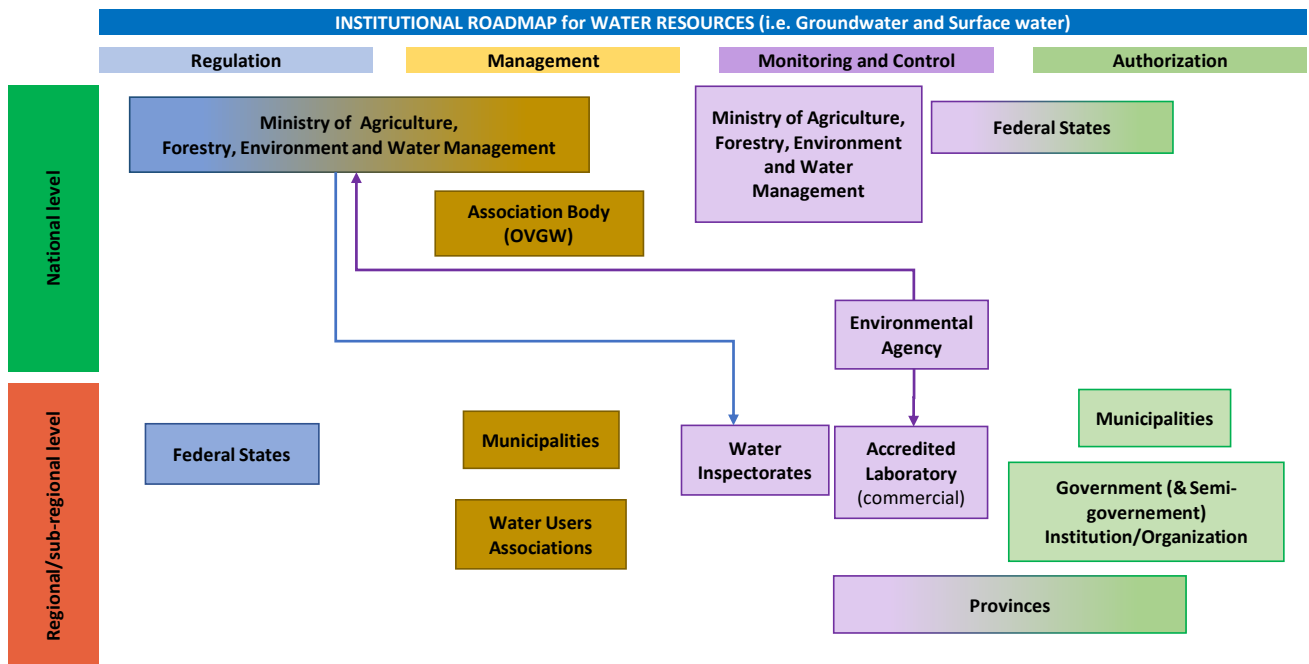 INSTITUTIONAL ROADMAP for WATER RESOURCES (i.e. Groundwater and Surface water)
Regulation
Management
Monitoring and Control
Authorization
National level
Ministry of Agriculture,
Forestry, Environment and Water Management
Ministry of Agriculture,
Forestry, Environment
and Water
Management
Federal States
Association Body
(OVGW)
Environmental
Agency
Regional/sub-regional level
Federal States
Municipalities
Water
Inspectorates
Accredited
Laboratory
(commercial)
Municipalities
Water Users
Associations
Government (& Semi-
governement)
Institution/Organization
Provinces